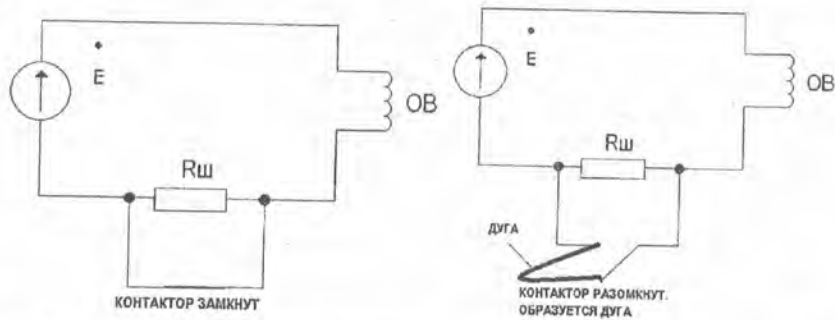 E
ОВ
Rш
КОНТАКТОР ЗАМКНУТ
E
ОВ
Rш
ДУГА
КОНТАКТОР РАЗОМКНУТ.
ОБРАЗУЕТСЯ ДУГА